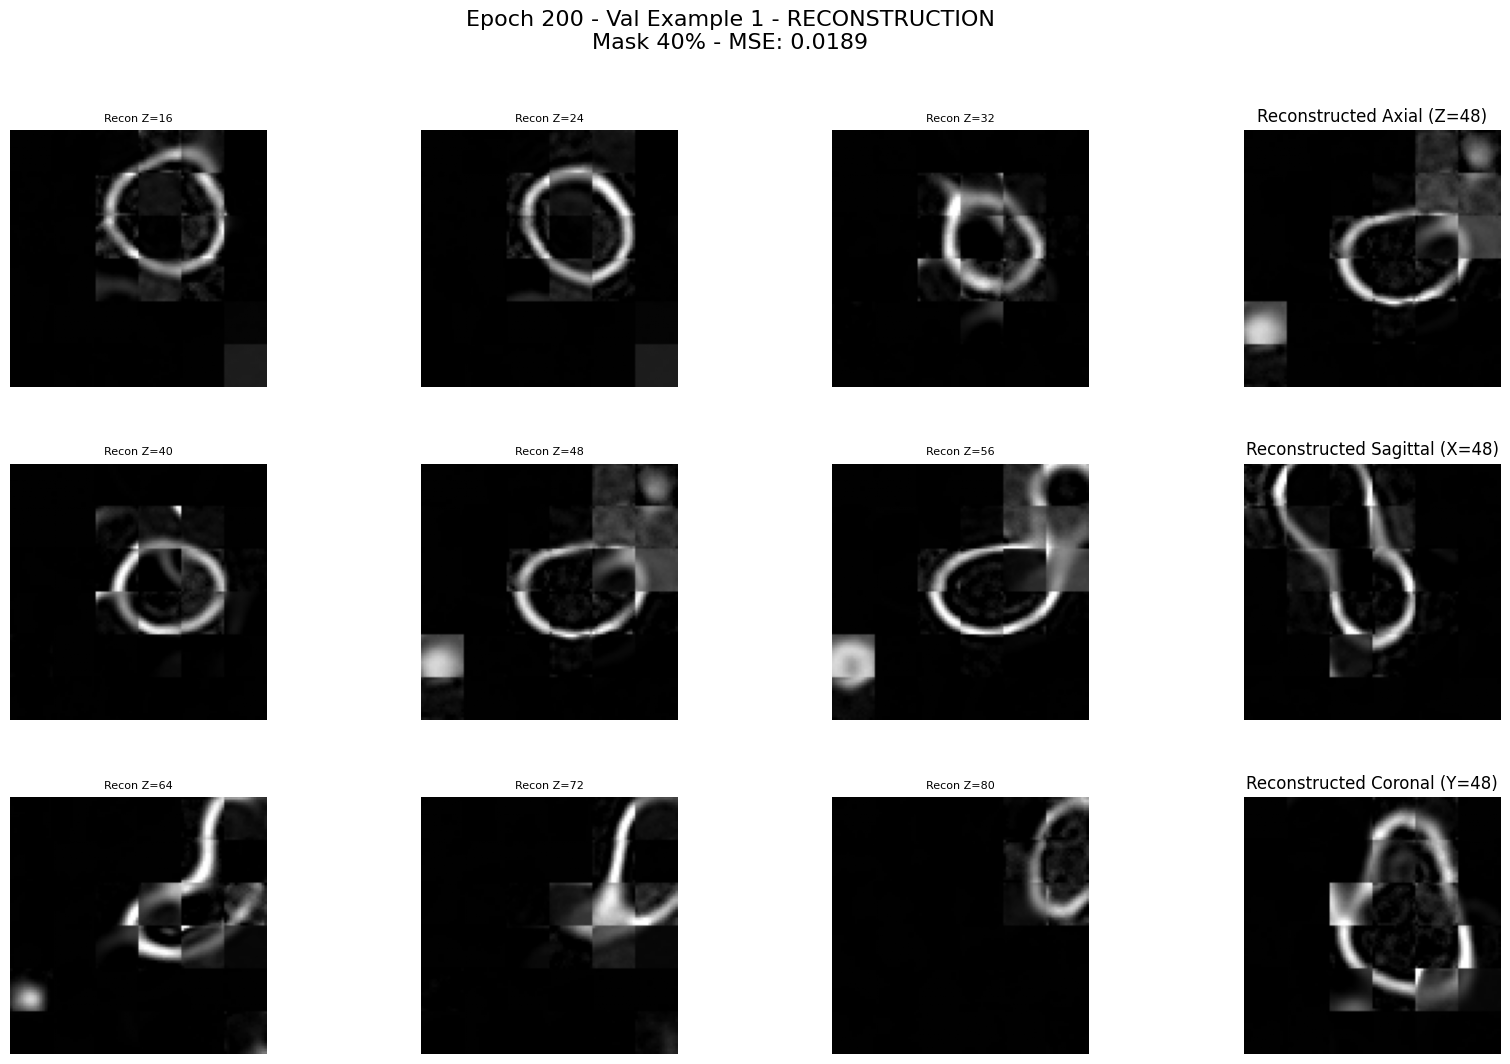 Epoch 200 - Val Example 1 - RECONSTRUCTION
Mask 40% - MSE: 0.0189
Recon Z=16
Recon Z=24
Recon Z=32
Reconstructed Axial (Z=48)
Recon Z=40
Recon Z=48
Recon Z=56
Reconstructed Sagittal (X=48)
Recon Z=64
Recon Z=72
Recon Z=80
Reconstructed Coronal (Y=48)